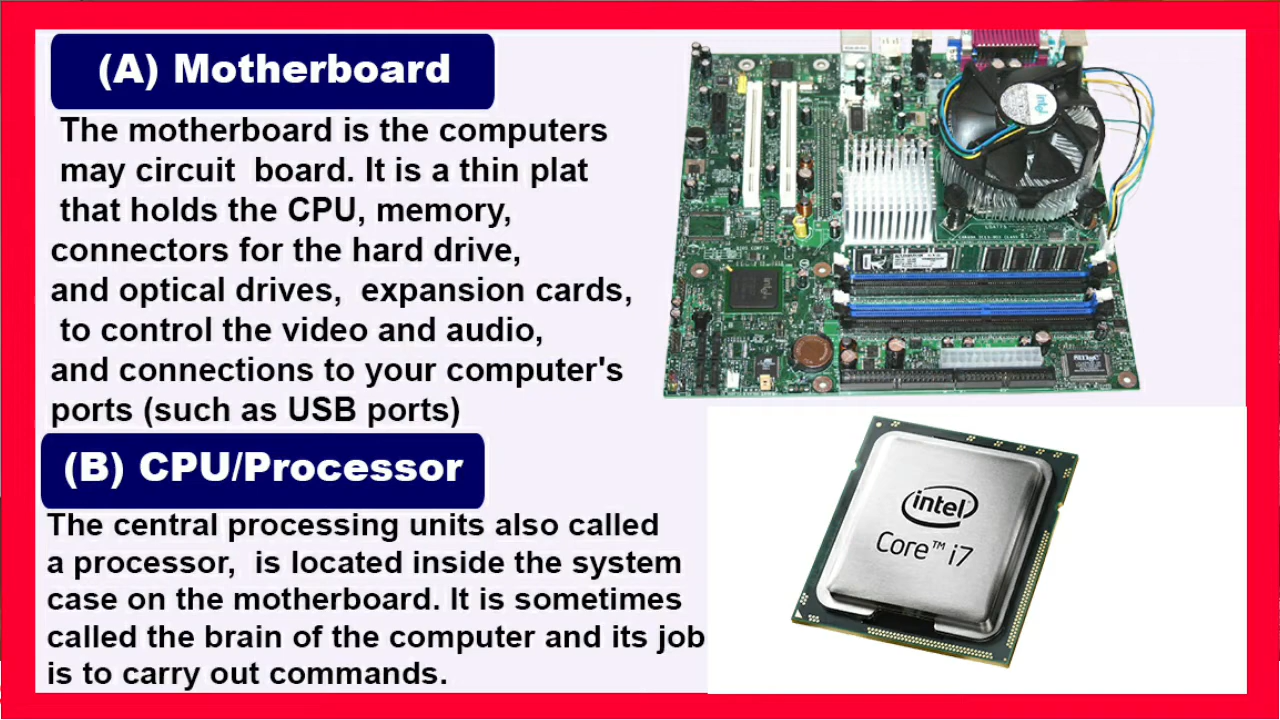 (A) Motherboard
The motherboard is the computers
may circuit board. It is a thin plat
that holds the CPU, memory,
connectors for the hard drive,
and optical drives, expansion cards,
to control the video and audio,
and connections to your computer's
ports (such as USB ports)
(B) CPU/Processor
The central processing units also called
a processor, is located inside the system
case on the motherboard. It is sometimes
called the brain of the computer and its job
is to carry out commands.
intel
intel
intel
Core™ i7